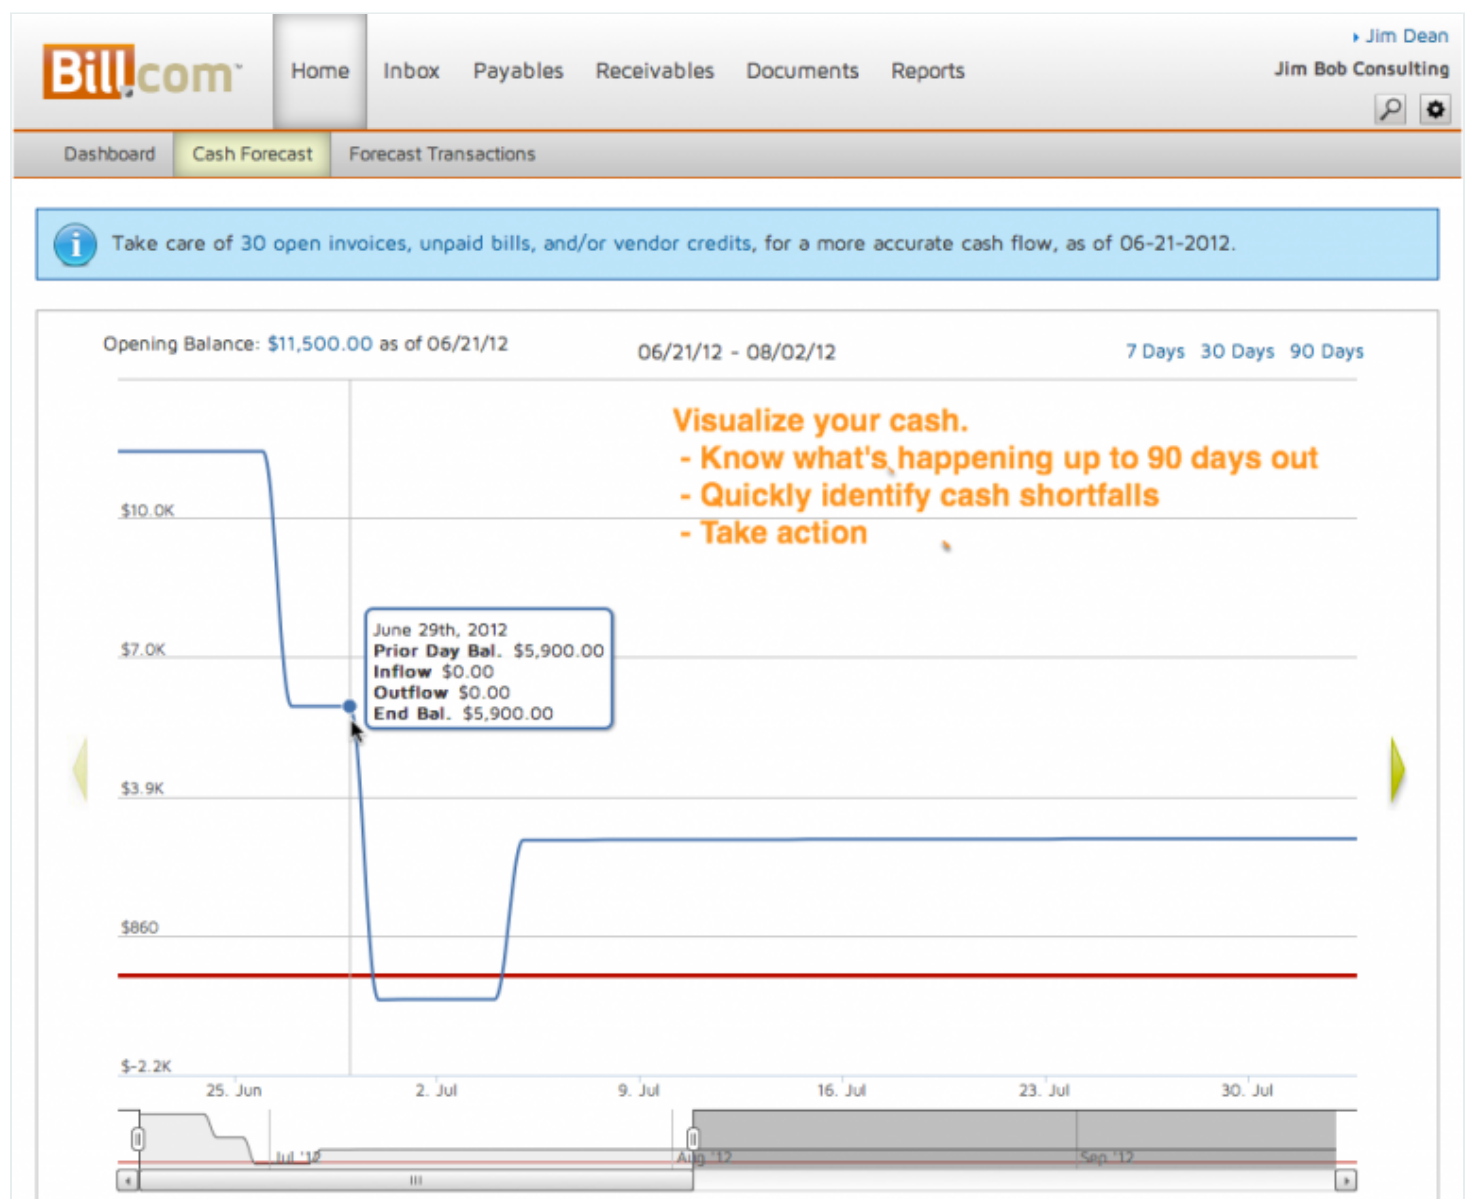 Bill.com™
Home Inbox Payables Receivables Documents Reports
Jim Dean
Jim Bob Consulting
Dashboard Cash Forecast Forecast Transactions
Take care of 30 open invoices, unpaid bills, and/or vendor credits, for a more accurate cash flow, as of 06-21-2012.
Opening Balance: $11,500.00 as of 06/21/12
06/21/12 - 08/02/12
7 Days 30 Days 90 Days
Visualize your cash.
- Know what's happening up to 90 days out
- Quickly identify cash shortfalls
- Take action
$10.0K
June 29th, 2012
Prior Day Bal. $5,900.00
Inflow $0.00
Outflow $0.00
End Bal. $5,900.00
$7.0K
$3.9K
$860
$-2.2K
25. Jun 2. Jul 9. Jul 16. Jul 23. Jul 30. Jul
Jul '12 Aug '12 Sep '12